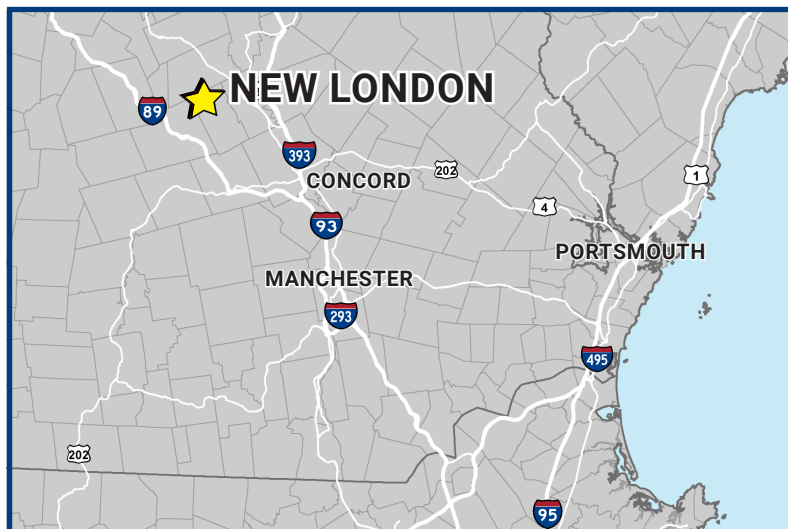 NEW LONDON
89
393
CONCORD
202
1
4
93
PORTSMOUTH
MANCHESTER
293
495
202
95